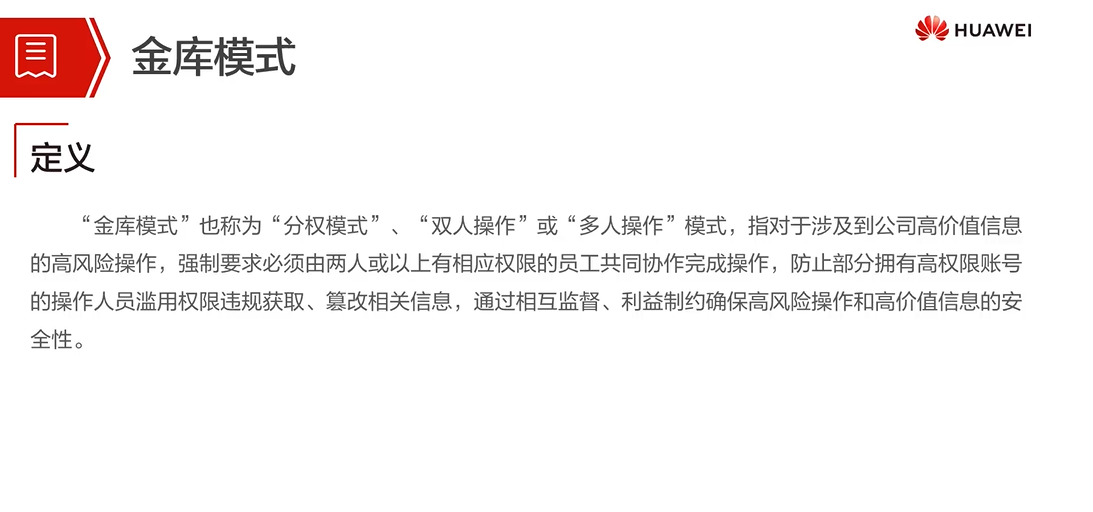 金库模式
HUAWEI
定义
“金库模式”也称为“分权模式”、“双人操作”或“多人操作”模式，指对于涉及到公司高价值信息
的高风险操作，强制要求必须由两人或以上有相应权限的员工共同协作完成操作，防止部分拥有高权限账号
的操作人员滥用权限违规获取、篡改相关信息，通过相互监督、利益制约确保高风险操作和高价值信息的安
全性。